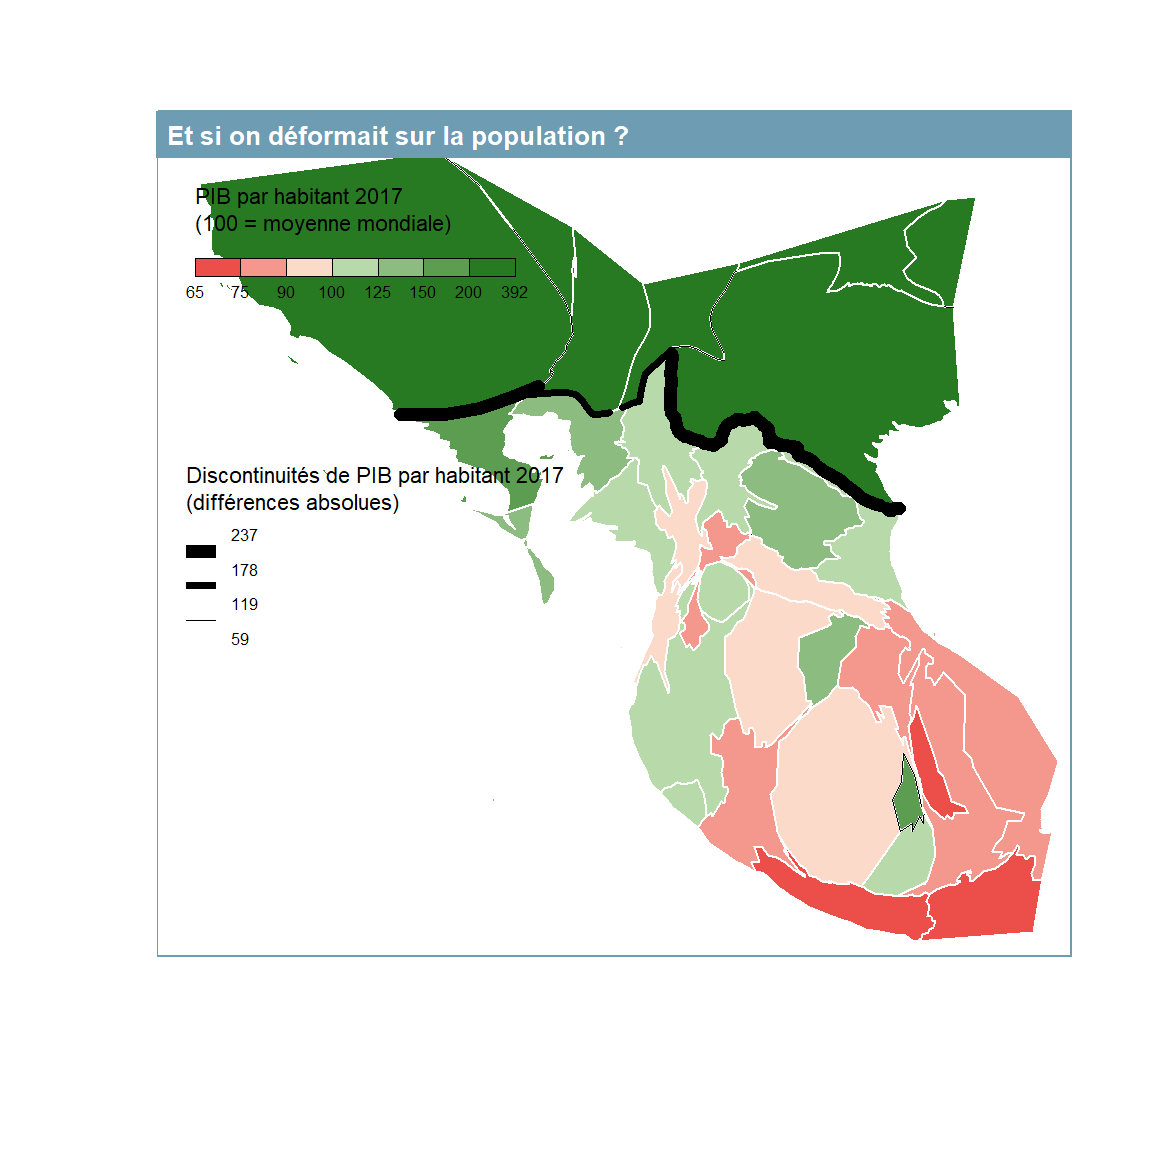 Et si on déformait sur la population ?
PIB par habitant 2017
(100 = moyenne mondiale)
65 75 90 100 125 150 200 392
Discontinuités de PIB par habitant 2017
(différences absolues)
237
178
119
59